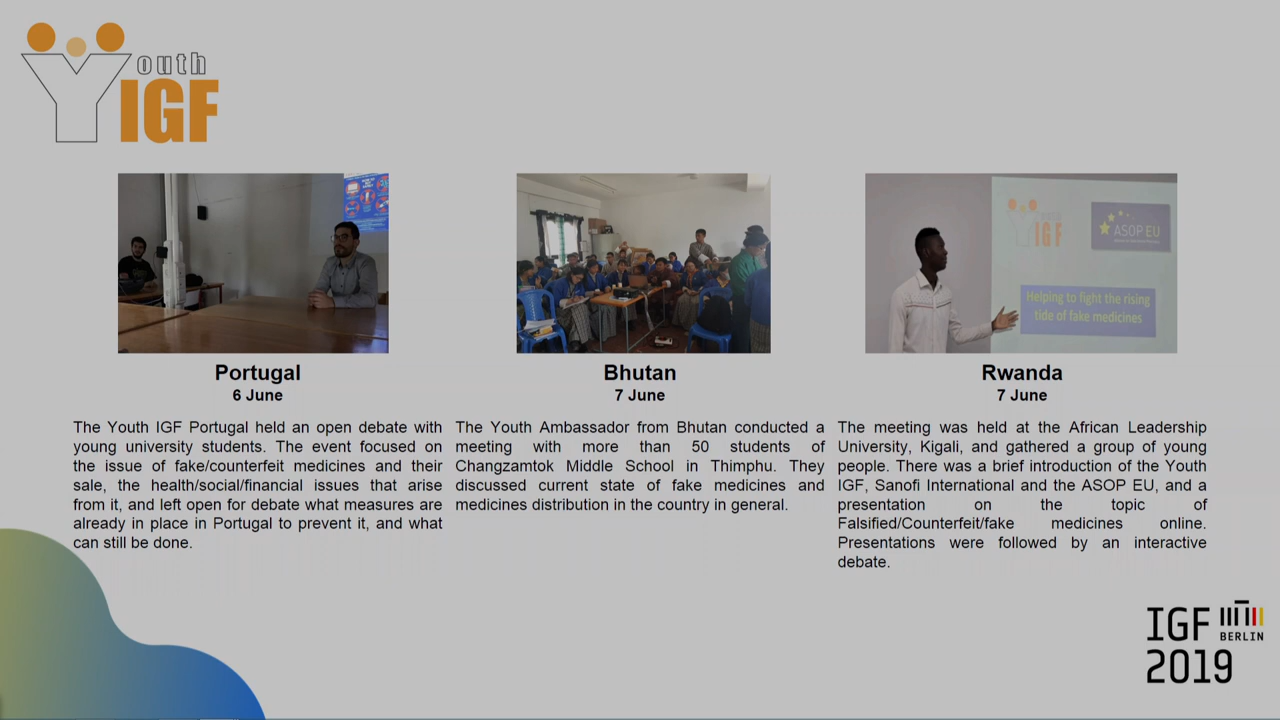 Youth
IGF
ASOP EU
Helping to fight the rising
tide of fake medicines
Portugal
6 June
The Youth IGF Portugal held an open debate with
young university students. The event focused on
the issue of fake/counterfeit medicines and their
sale, the health/social/financial issues that arise
from it, and left open for debate what measures are
already in place in Portugal to prevent it, and what
can still be done.
Bhutan
7 June
The Youth Ambassador from Bhutan conducted a
meeting with more than 50 students of
Changzamtok Middle School in Thimphu. They
discussed current state of fake medicines and
medicines distribution in the country in general.
Rwanda
7 June
The meeting was held at the African Leadership
University, Kigali, and gathered a group of young
people. There was a brief introduction of the Youth
IGF, Sanofi International and the ASOP EU, and a
presentation on the topic of
Falsified/Counterfeit/fake medicines online.
Presentations were followed by an interactive
debate.
IGF
BERLIN
2019